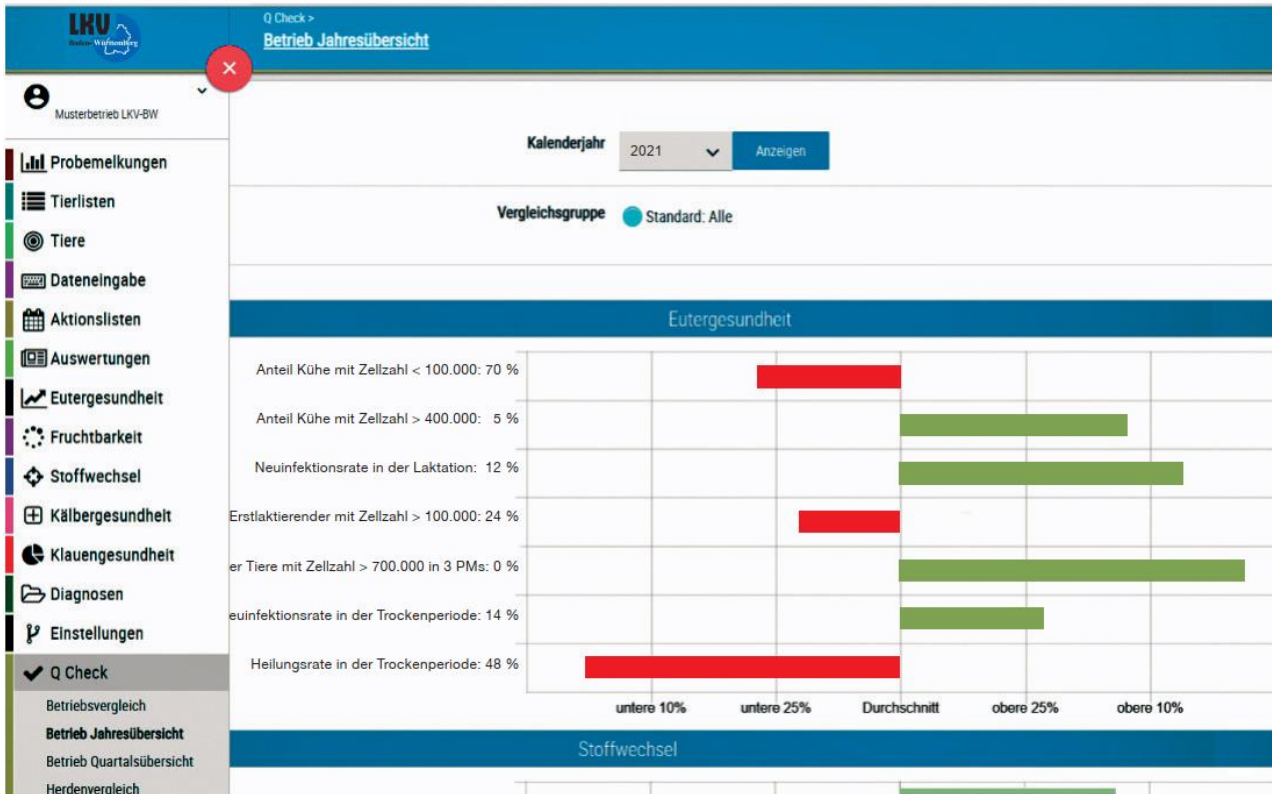 LKV
Baden-Württemberg
Q Check >
Betrieb Jahresübersicht
Musterbetrieb LKV-BW
Probemelkungen
Tierlisten
Tiere
Dateneingabe
Aktionslisten
Auswertungen
Eutergesundheit
Fruchtbarkeit
Stoffwechsel
Kälbergesundheit
Klauengesundheit
Diagnosen
Einstellungen
Q Check
Betriebsvergleich
Betrieb Jahresübersicht
Betrieb Quartalsübersicht
Herdenvergleich
Kalenderjahr 2021 Anzeigen
Vergleichsgruppe Standard: Alle
Eutergesundheit
Anteil Kühe mit Zellzahl < 100.000: 70 %
Anteil Kühe mit Zellzahl > 400.000: 5 %
Neuinfektionsrate in der Laktation: 12 %
Erstlaktierender mit Zellzahl > 100.000: 24 %
er Tiere mit Zellzahl > 700.000 in 3 PMs: 0 %
euinfektionsrate in der Trockenperiode: 14 %
Heilungsrate in der Trockenperiode: 48 %
untere 10% untere 25% Durchschnitt obere 25% obere 10%
Stoffwechsel